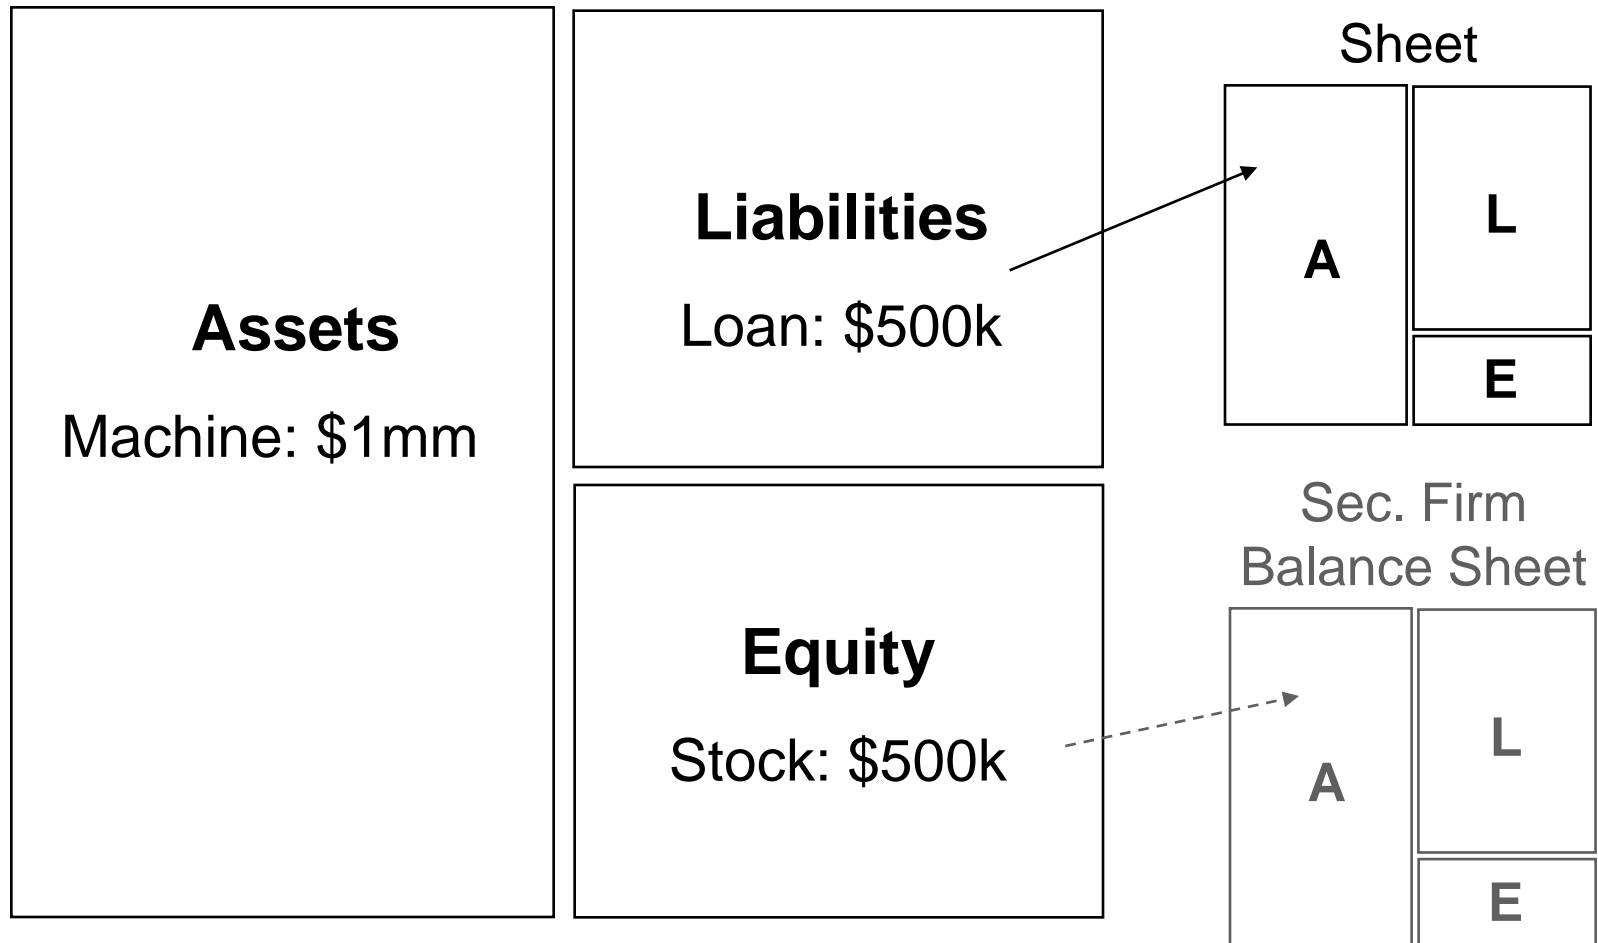 Assets
Machine: $1mm
Liabilities
Loan: $500k
Equity
Stock: $500k
Sheet
A
L
E
Sec. Firm
Balance Sheet
A
L
E